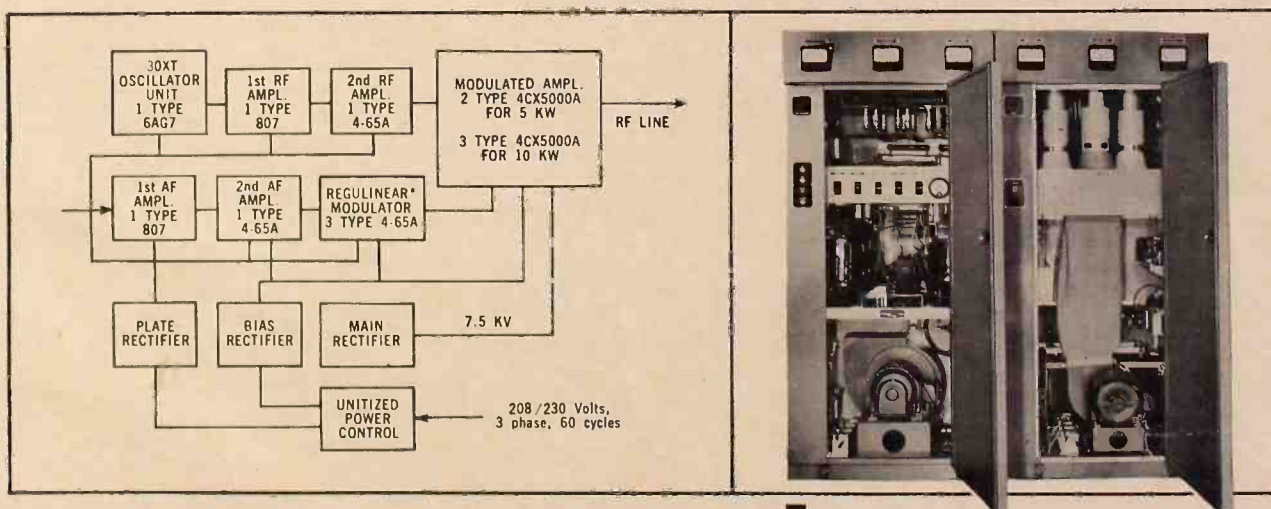 30XT
OSCILLATOR
UNIT
1 TYPE
6AG7
1st RF
AMPL.
1 TYPE
807
2nd RF
AMPL.
1 TYPE
4-65A
MODULATED AMPL.
2 TYPE 4CX5000A
FOR 5 KW
3 TYPE 4CX5000A
FOR 10 KW
RF LINE
1st AF
AMPL.
1 TYPE
807
2nd AF
AMPL.
1 TYPE
4-65A
REGULINEAR*
MODULATOR
3 TYPE 4-65A
PLATE
RECTIFIER
BIAS
RECTIFIER
MAIN
RECTIFIER
7.5 KV
UNITIZED
POWER
CONTROL
208/230 Volts,
3 phase, 60 cycles